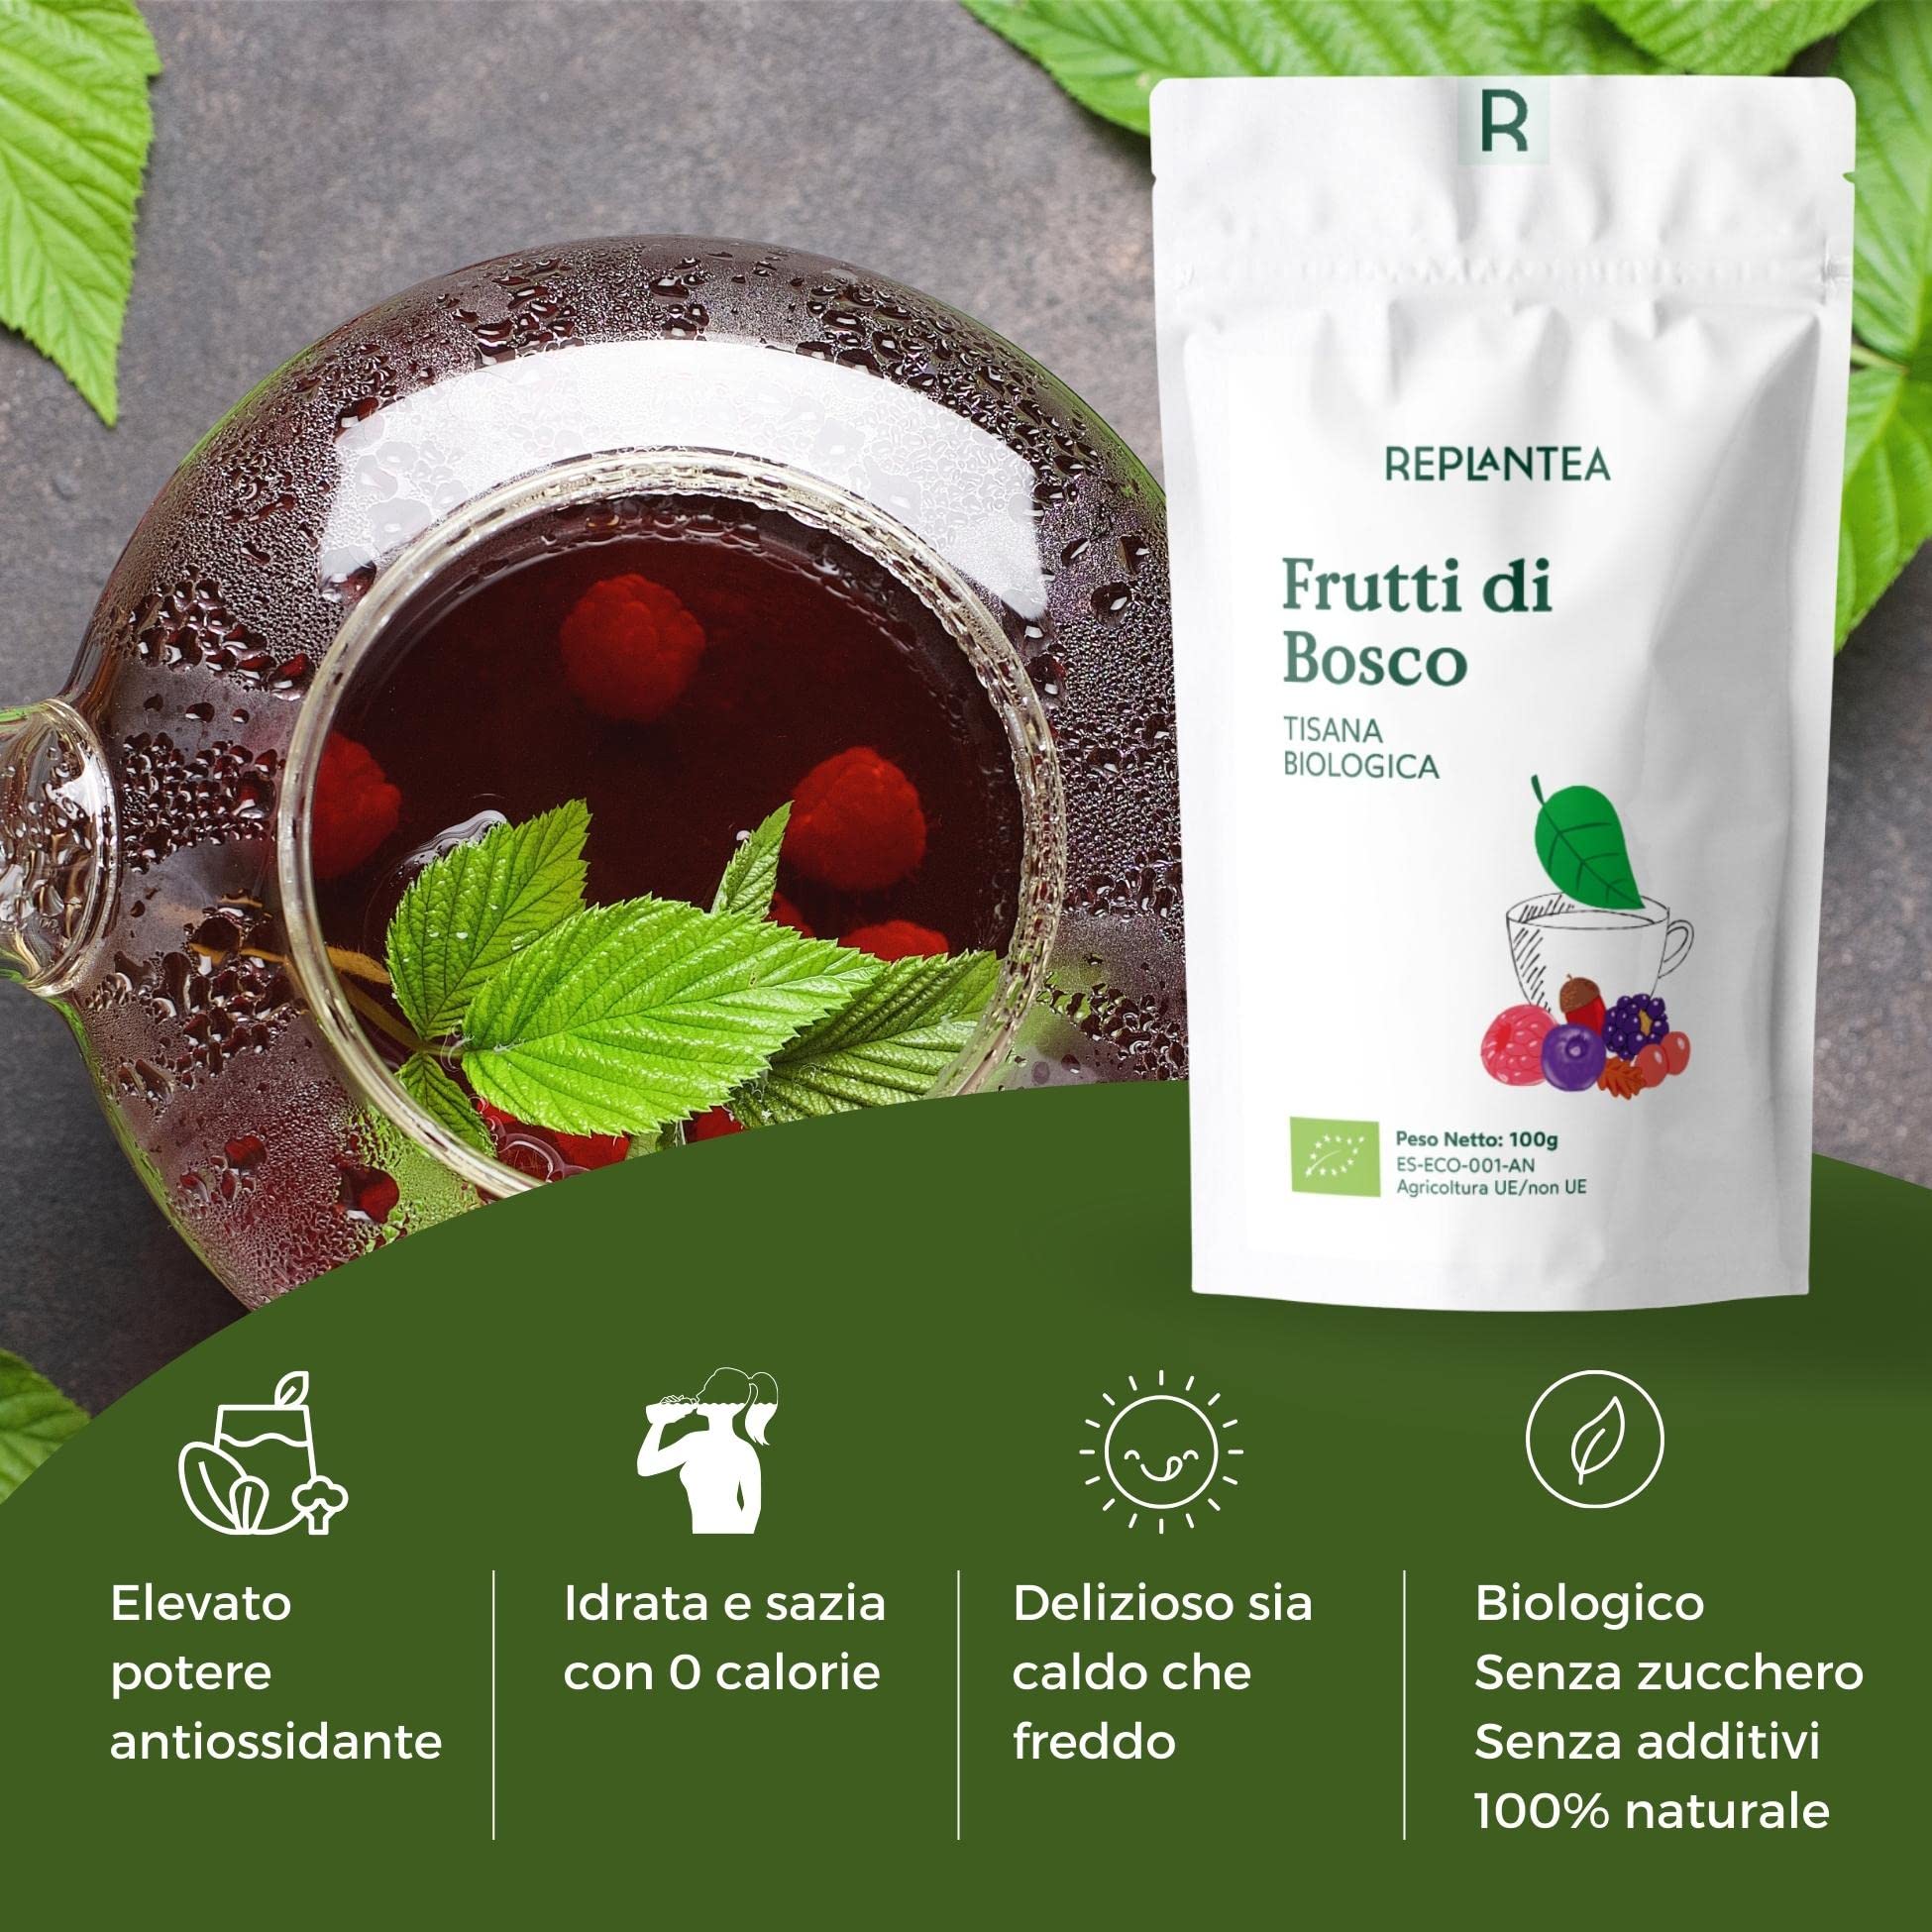 R
REPLANTEA
Frutti di
Bosco
TISANA
BIOLOGICA
Peso Netto: 100g
ES-ECO-001-AN
Agricoltura UE/non UE
Elevato
potere
antiossidante
Idrata e sazia
con 0 calorie
Delizioso sia
caldo che
freddo
Biologico
Senza zucchero
Senza additivi
100% naturale